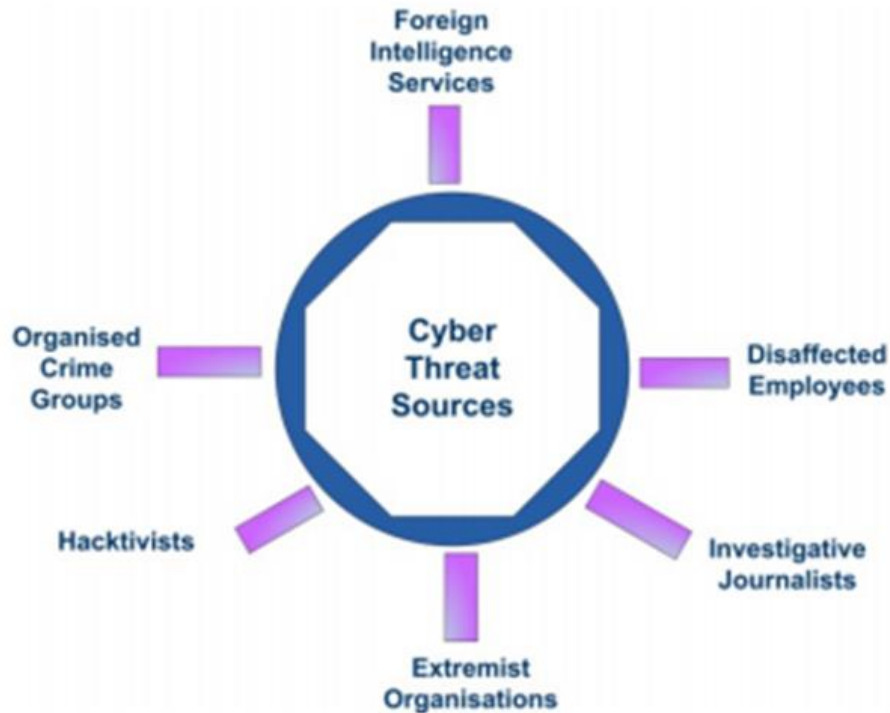 Foreign
Intelligence
Services
Cyber
Threat
Sources
Organised
Crime
Groups
Disaffected
Employees
Hacktivists
Investigative
Journalists
Extremist
Organisations